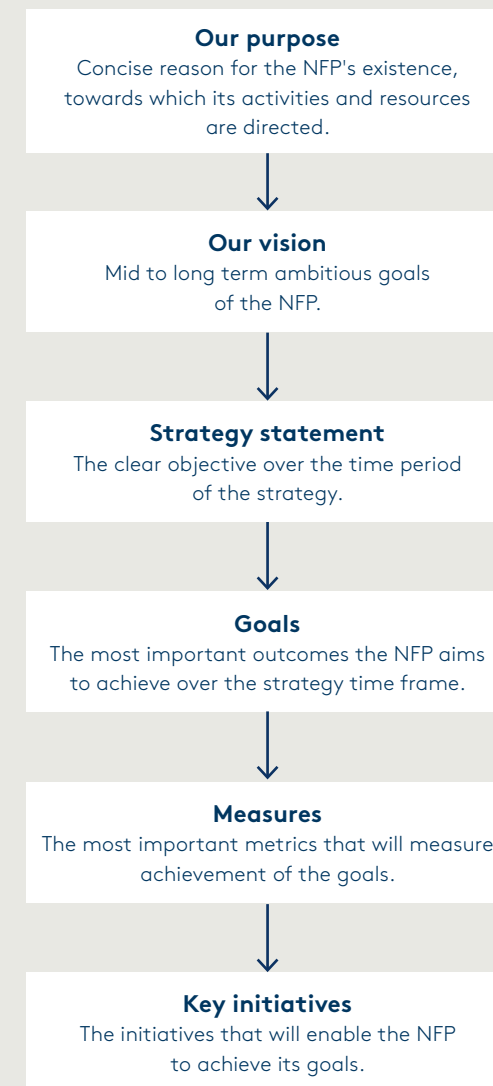 Our purpose
Concise reason for the NFP's existence,
towards which its activities and resources
are directed.
Our vision
Mid to long term ambitious goals
of the NFP.
Strategy statement
The clear objective over the time period
of the strategy.
Goals
The most important outcomes the NFP aims
to achieve over the strategy time frame.
Measures
The most important metrics that will measure
achievement of the goals.
Key initiatives
The initiatives that will enable the NFP
to achieve its goals.